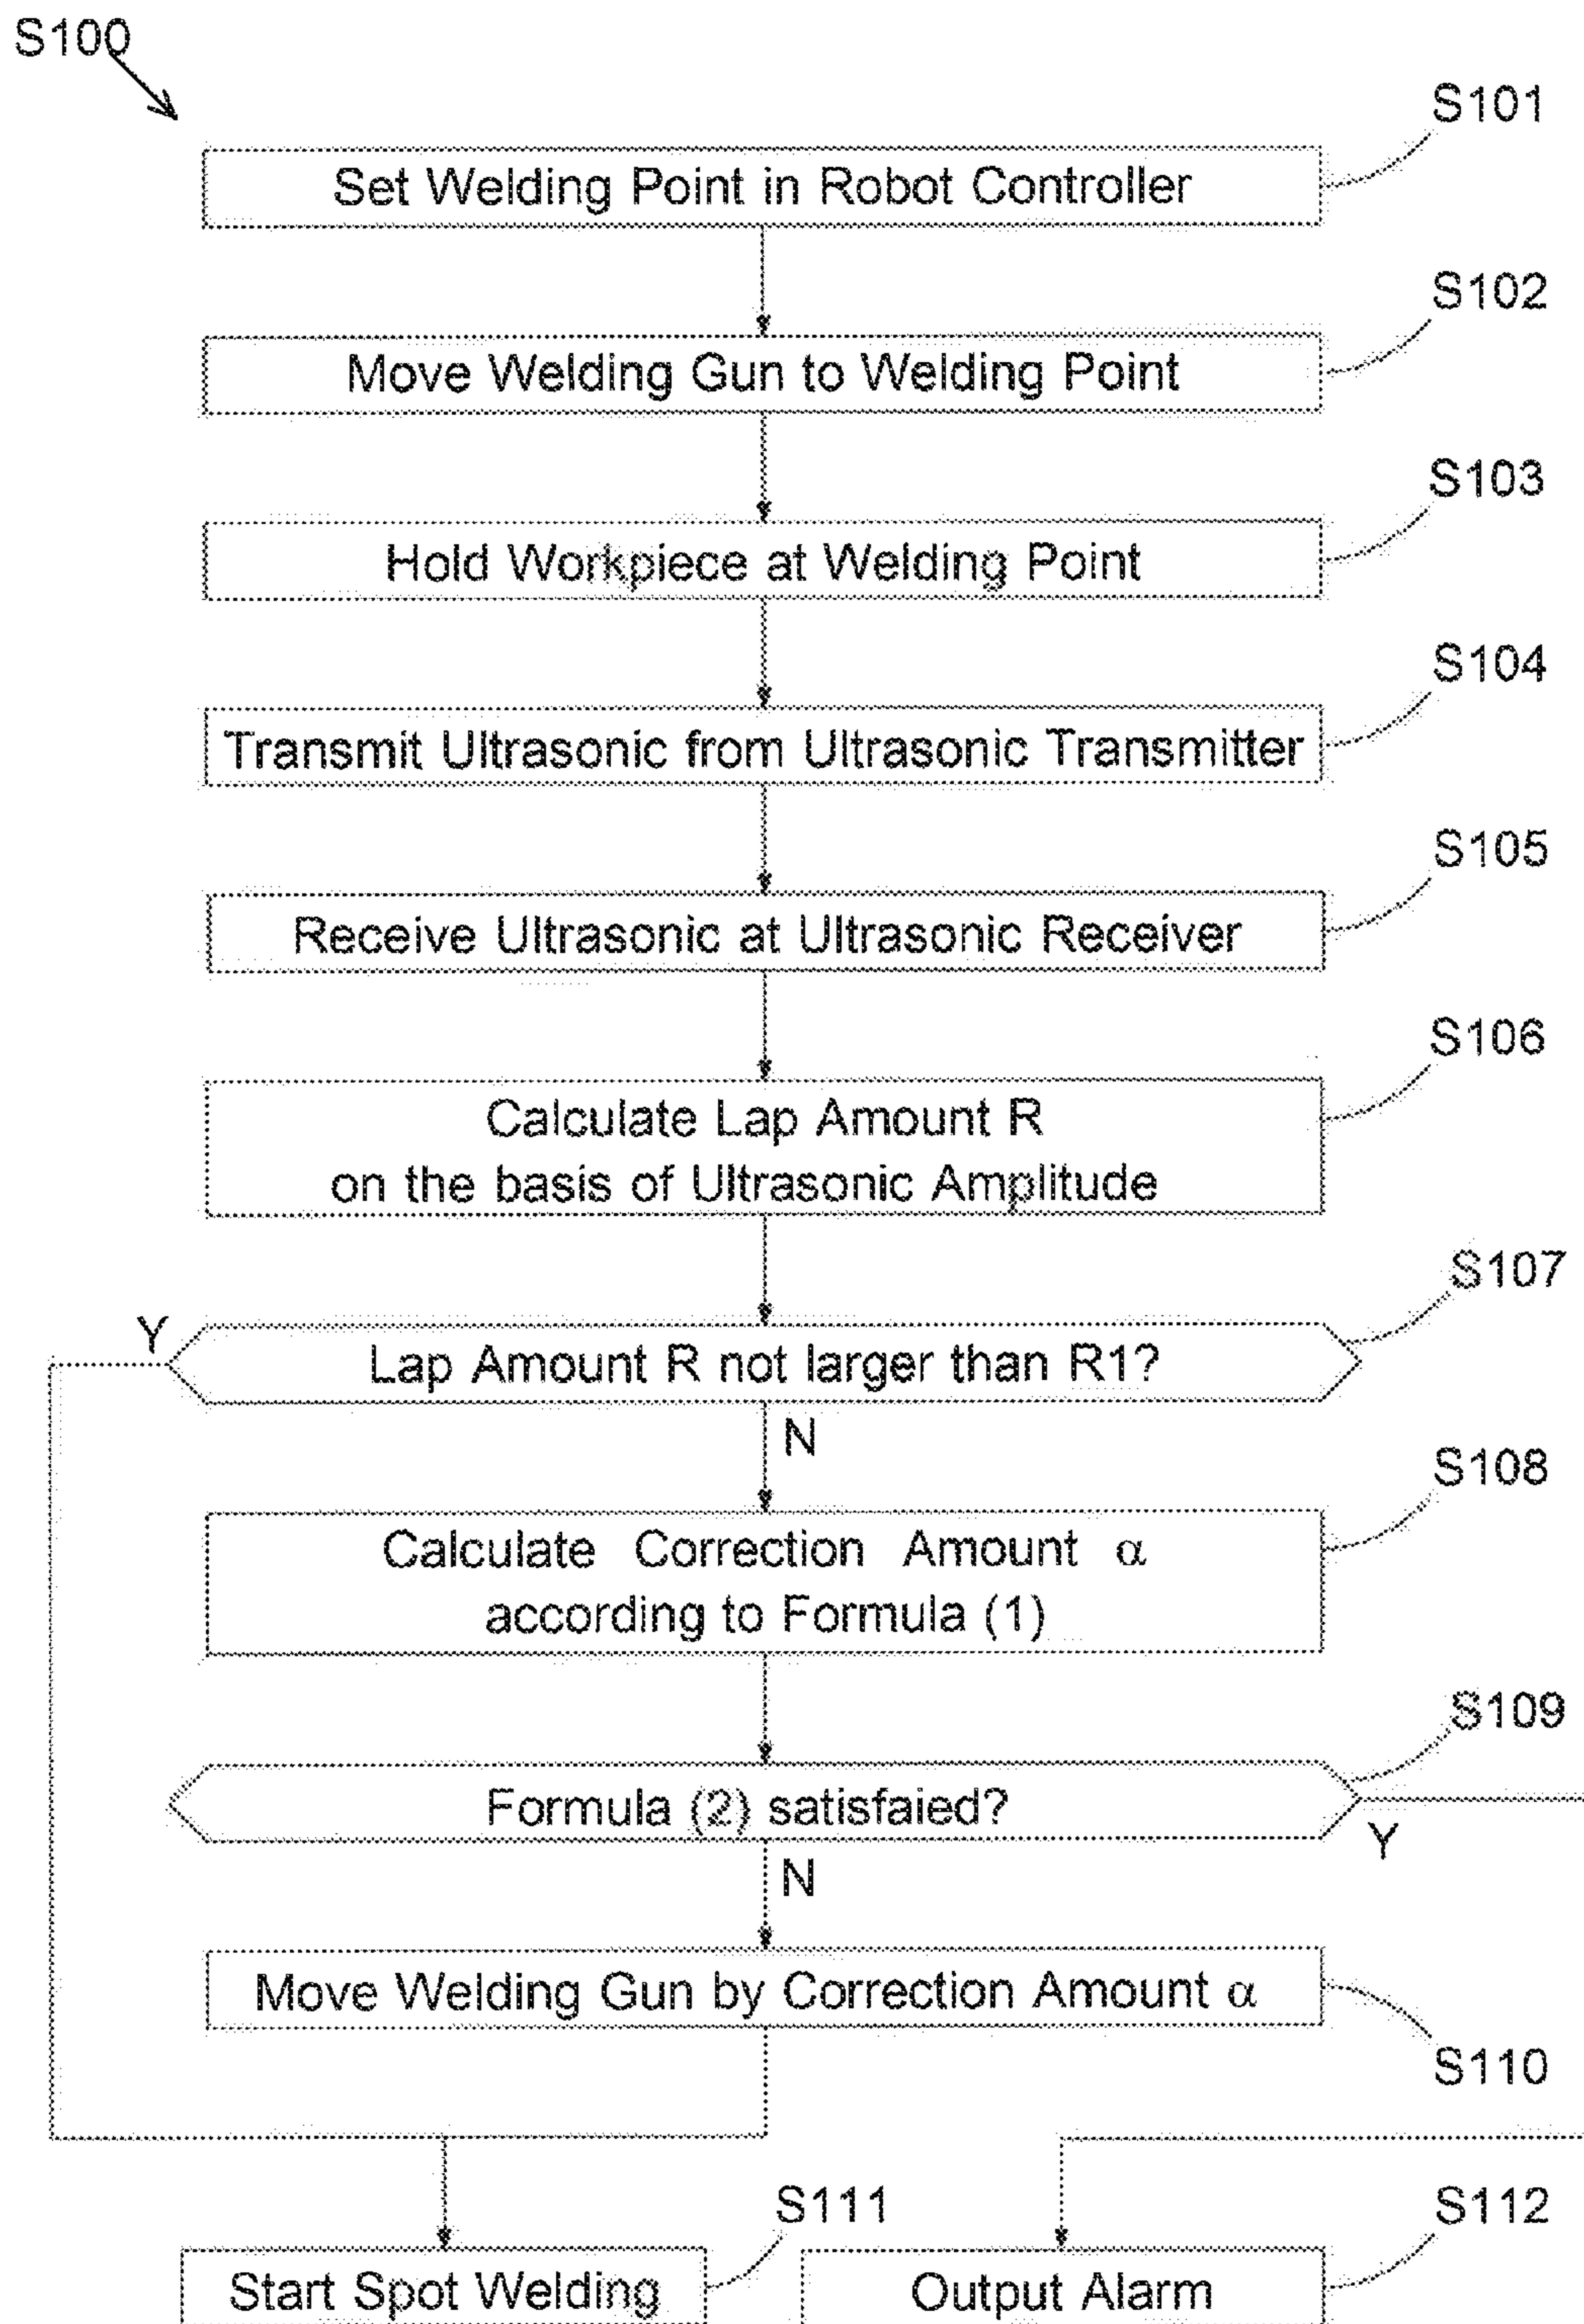 S100
S101
Set Welding Point in Robot Controller
S102
Move Welding Gun to Welding Point
S103
Hold Workpiece at Welding Point
S104
Transmit Ultrasonic from Ultrasonic Transmitter
S105
Receive Ultrasonic at Ultrasonic Receiver
S106
Calculate Lap Amount R
on the basis of Ultrasonic Amplitude
S107
Y
Lap Amount R not larger than R1?
N
S108
Calculate Correction Amount α
according to Formula (1)
S109
Formula (2) satisfaied?
Y
N
Move Welding Gun by Correction Amount α
S110
S111
S112
Start Spot Welding
Output Alarm